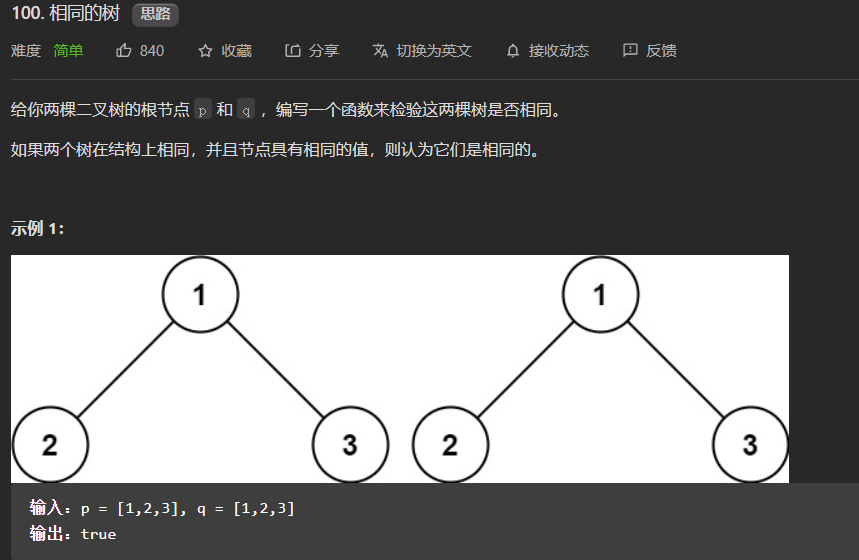 100. 相同的树 思路
难度 简单 840 收藏 分享 切换为英文 接收动态 反馈
给你两棵二叉树的根节点 p 和 q ，编写一个函数来检验这两棵树是否相同。
如果两个树在结构上相同，并且节点具有相同的值，则认为它们是相同的。
示例 1：
1 1
2 3 2 3
输入：p = [1,2,3], q = [1,2,3]
输出：true